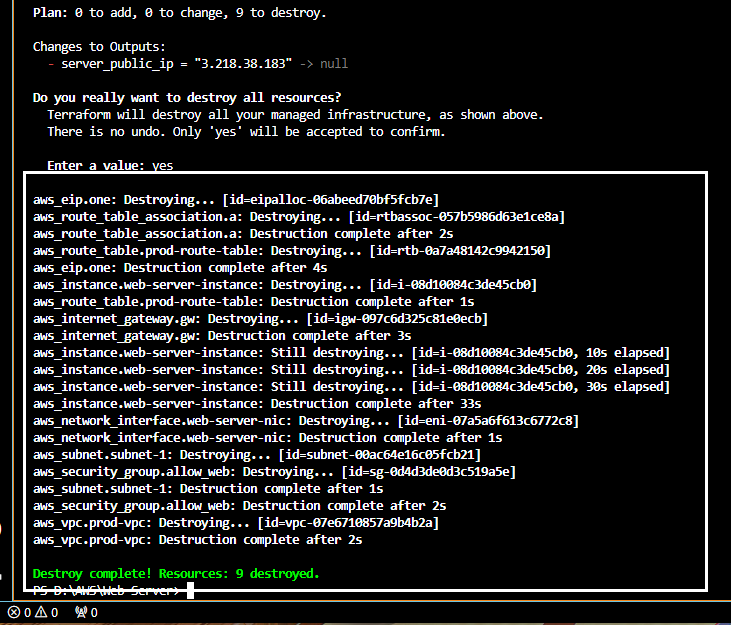 Plan: 0 to add, 0 to change, 9 to destroy.
Changes to Outputs:
- server_public_ip = "3.218.38.183" -> null
Do you really want to destroy all resources?
Terraform will destroy all your managed infrastructure, as shown above.
There is no undo. Only 'yes' will be accepted to confirm.
Enter a value: yes
aws_eip.one: Destroying... [id=eipalloc-06abeed70bf5fcb7e]
aws_route_table_association.a: Destroying... [id=rtbassoc-057b5986d63e1ce8a]
aws_route_table_association.a: Destruction complete after 2s
aws_route_table.prod-route-table: Destroying... [id=rtb-0a7a48142c9942150]
aws_eip.one: Destruction complete after 4s
aws_instance.web-server-instance: Destroying... [id=i-08d10084c3de45cb0]
aws_route_table.prod-route-table: Destruction complete after 1s
aws_internet_gateway.gw: Destroying... [id=igw-097c6d325c81e0ecb]
aws_internet_gateway.gw: Destruction complete after 3s
aws_instance.web-server-instance: Still destroying... [id=i-08d10084c3de45cb0, 10s elapsed]
aws_instance.web-server-instance: Still destroying... [id=i-08d10084c3de45cb0, 20s elapsed]
aws_instance.web-server-instance: Still destroying... [id=i-08d10084c3de45cb0, 30s elapsed]
aws_instance.web-server-instance: Destruction complete after 33s
aws_network_interface.web-server-nic: Destroying... [id=eni-07a5a6f613c6772c8]
aws_network_interface.web-server-nic: Destruction complete after 1s
aws_subnet.subnet-1: Destroying... [id=subnet-00ac64e16c05fcb21]
aws_security_group.allow_web: Destroying... [id=sg-0d4d3de0d3c519a5e]
aws_subnet.subnet-1: Destruction complete after 1s
aws_security_group.allow_web: Destruction complete after 2s
aws_vpc.prod-vpc: Destroying... [id=vpc-07e6710857a9b4b2a]
aws_vpc.prod-vpc: Destruction complete after 2s
Destroy complete! Resources: 9 destroyed.
PS D:\AWS\Web Server>
0 0 0